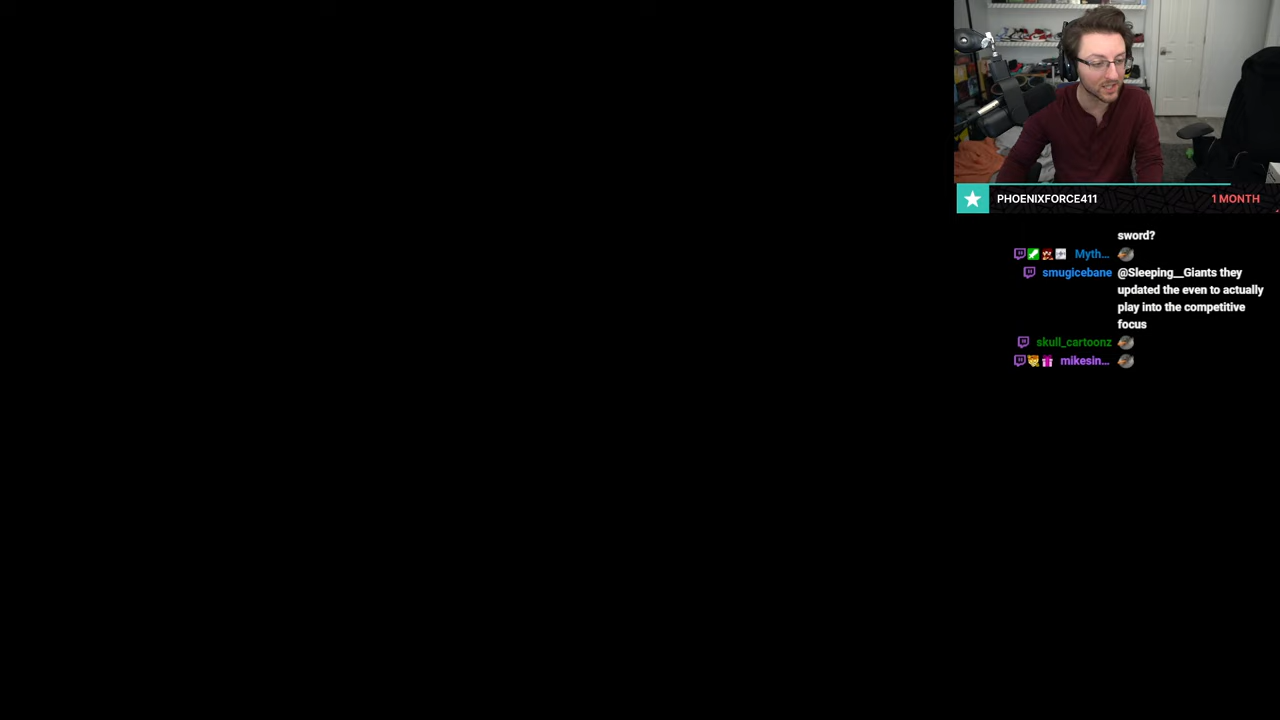 PHOENIXFORCE411 1 MONTH
sword?
Myth...
smugicebane @Sleeping__Giants they
updated the even to actually
play into the competitive
focus
skull_cartoonz
mikesin...